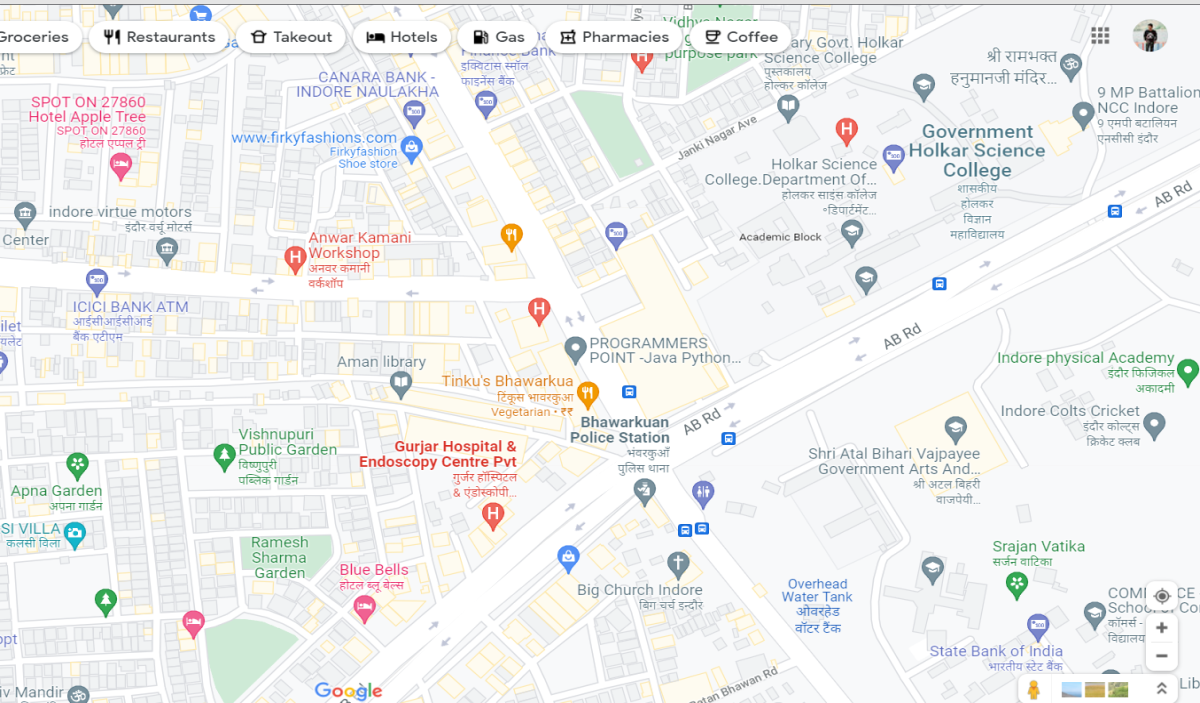 Groceries
Restaurants
Takeout
Hotels
Gas
Pharmacies
Coffee
Vidhya Nagar
purpose park
Finance Bank
इक्विटास स्मॉल
फाइनेंस बैंक
CANARA BANK -
INDORE NAULAKHA
Govt. Holkar
Science College
पुस्तकालय
होल्कर कॉलेज
श्री रामभक्त
हनुमानजी मंदिर...
9 MP Battalion
NCC Indore
9 एमपी बटालियन
एनसीसी इंदौर
SPOT ON 27860
Hotel Apple Tree
SPOT ON 27860
होटल एप्पल ट्री
www.firkyfashions.com
Firkyfashion
Shoe store
Janki Nagar Ave
Government
Holkar Science
College
शासकीय
होलकर
विज्ञान
महाविद्यालय
Holkar Science
College.Department Of...
होलकर साइंस कॉलेज
॰डिपार्टमेंट...
AB Rd
indore virtue motors
इंदौर वर्चू मोटर्स
Center
Anwar Kamani
Workshop
अनवर कमानी
वर्कशॉप
Academic Block
ICICI BANK ATM
आईसीआईसीआई
बैंक एटीएम
PROGRAMMERS
POINT -Java Python...
AB Rd
Aman library
Indore physical Academy
इंदौर फिजिकल
अकादमी
Tinku's Bhawarkua
टिंकूस भावरकुआ
Vegetarian • ₹₹
Bhawarkuan
Police Station
भंवरकुआँ
पुलिस थाना
AB Rd
Indore Colts Cricket
इंदौर कोल्ट्स
क्रिकेट क्लब
Vishnupuri
Public Garden
विष्णुपुरी
पब्लिक गार्डन
Gurjar Hospital &
Endoscopy Centre Pvt
गुर्जर हॉस्पिटल
& एंडोस्कोपी...
Shri Atal Bihari Vajpayee
Government Arts And...
श्री अटल बिहारी
वाजपेयी...
Apna Garden
अपना गार्डन
SI VILLA
कलसी विला
Ramesh
Sharma
Garden
Srajan Vatika
सर्जन वाटिका
Blue Bells
होटल ब्लू बेल्स
Big Church Indore
बिग चर्च इन्दौर
Overhead
Water Tank
ओवरहेड
वॉटर टैंक
School of
कॉमर्स -
State Bank of India
भारतीय स्टेट बैंक
Mandir
Google
AB Rd
Ratan Bhawan Rd